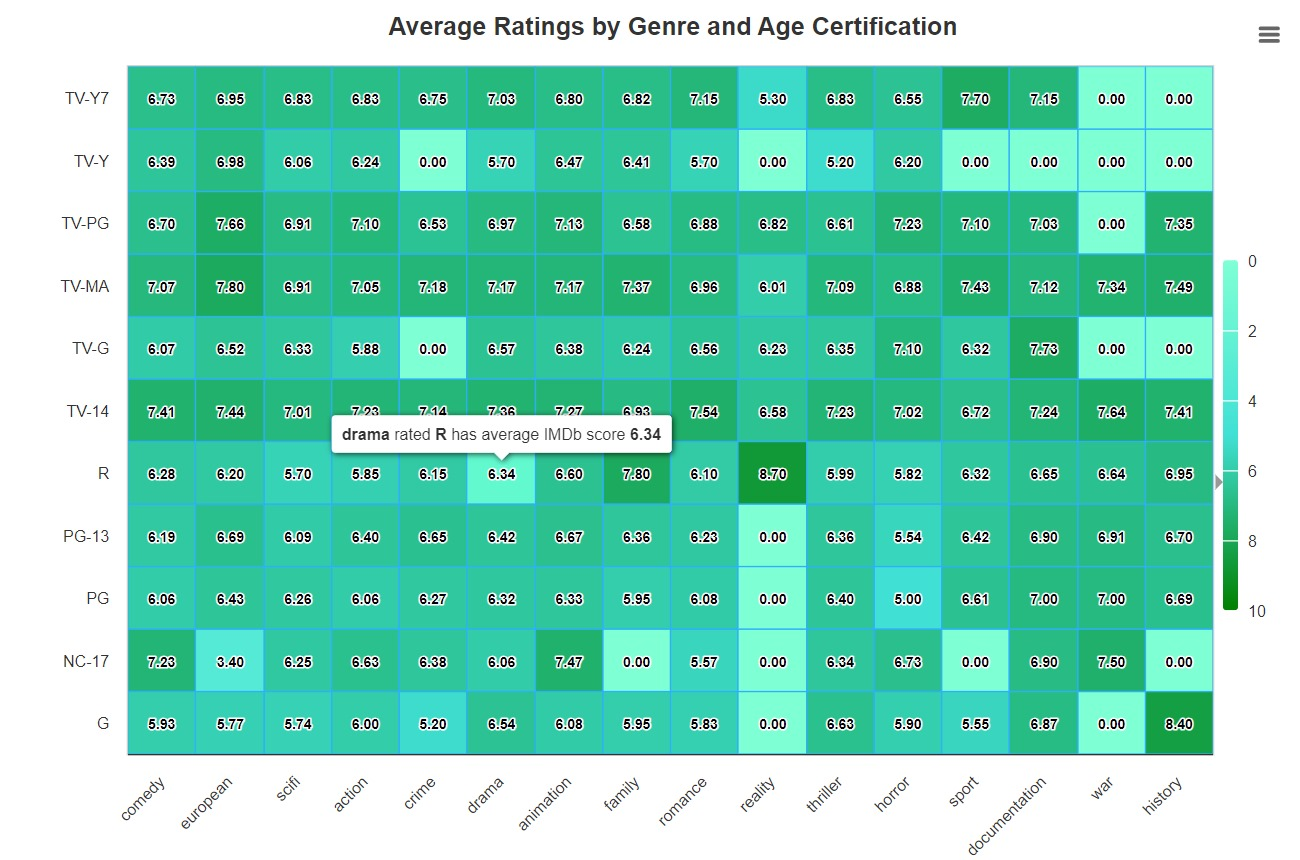 Average Ratings by Genre and Age Certification
TV-Y7 6.73 6.95 6.83 6.83 6.75 7.03 6.80 6.82 7.15 5.30 6.83 6.55 7.70 7.15 0.00 0.00
TV-Y 6.39 6.98 6.06 6.24 0.00 5.70 6.47 6.41 5.70 0.00 5.20 6.20 0.00 0.00 0.00 0.00
TV-PG 6.70 7.66 6.91 7.10 6.53 6.97 7.13 6.58 6.88 6.82 6.61 7.23 7.10 7.03 0.00 7.35
TV-MA 7.07 7.80 6.91 7.05 7.18 7.17 7.17 7.37 6.96 6.01 7.09 6.88 7.43 7.12 7.34 7.49
TV-G 6.07 6.52 6.33 5.88 0.00 6.57 6.38 6.24 6.56 6.23 6.35 7.10 6.32 7.73 0.00 0.00
TV-14 7.41 7.44 7.01 7.23 7.14 7.36 7.27 6.93 7.54 6.58 7.23 7.02 6.72 7.24 7.64 7.41
drama rated R has average IMDb score 6.34
R 6.28 6.20 5.70 5.85 6.15 6.34 6.60 7.80 6.10 8.70 5.99 5.82 6.32 6.65 6.64 6.95
PG-13 6.19 6.69 6.09 6.40 6.65 6.42 6.67 6.36 6.23 0.00 6.36 5.54 6.42 6.90 6.91 6.70
PG 6.06 6.43 6.26 6.06 6.27 6.32 6.33 5.95 6.08 0.00 6.40 5.00 6.61 7.00 7.00 6.69
NC-17 7.23 3.40 6.25 6.63 6.38 6.06 7.47 0.00 5.57 0.00 6.34 6.73 0.00 6.90 7.50 0.00
G 5.93 5.77 5.74 6.00 5.20 6.54 6.08 5.95 5.83 0.00 6.63 5.90 5.55 6.87 0.00 8.40
comedy european scifi action crime drama animation family romance reality thriller horror sport documentation war history
0
2
4
6
8
10